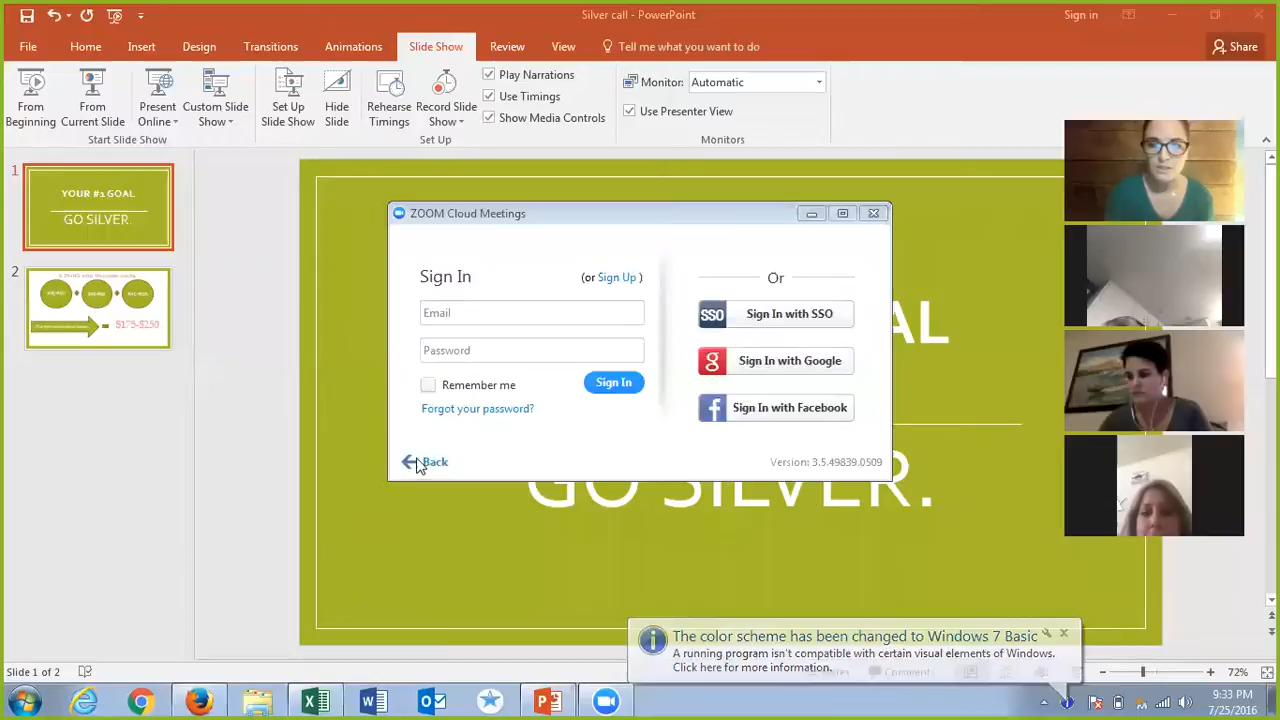 Silver call - PowerPoint
Sign in
File Home Insert Design Transitions Animations Slide Show Review View Tell me what you want to do Share
From Beginning
From Current Slide
Present Online
Custom Slide Show
Start Slide Show
Set Up Slide Show
Hide Slide
Rehearse Timings
Record Slide Show
Play Narrations
Use Timings
Show Media Controls
Set Up
Monitor: Automatic
Use Presenter View
Monitors
1
YOUR #1 GOAL
GO SILVER.
2
$175-$250
AL
GO SILVER.
ZOOM Cloud Meetings
Sign In (or Sign Up )
Email
Password
Remember me
Sign In
Forgot your password?
Back
Or
SSO Sign In with SSO
g Sign In with Google
f Sign In with Facebook
Version: 3.5.49839.0509
The color scheme has been changed to Windows 7 Basic
A running program isn't compatible with certain visual elements of Windows.
Click here for more information.
Slide 1 of 2
Notes
Comments
72%
9:33 PM
7/25/2016